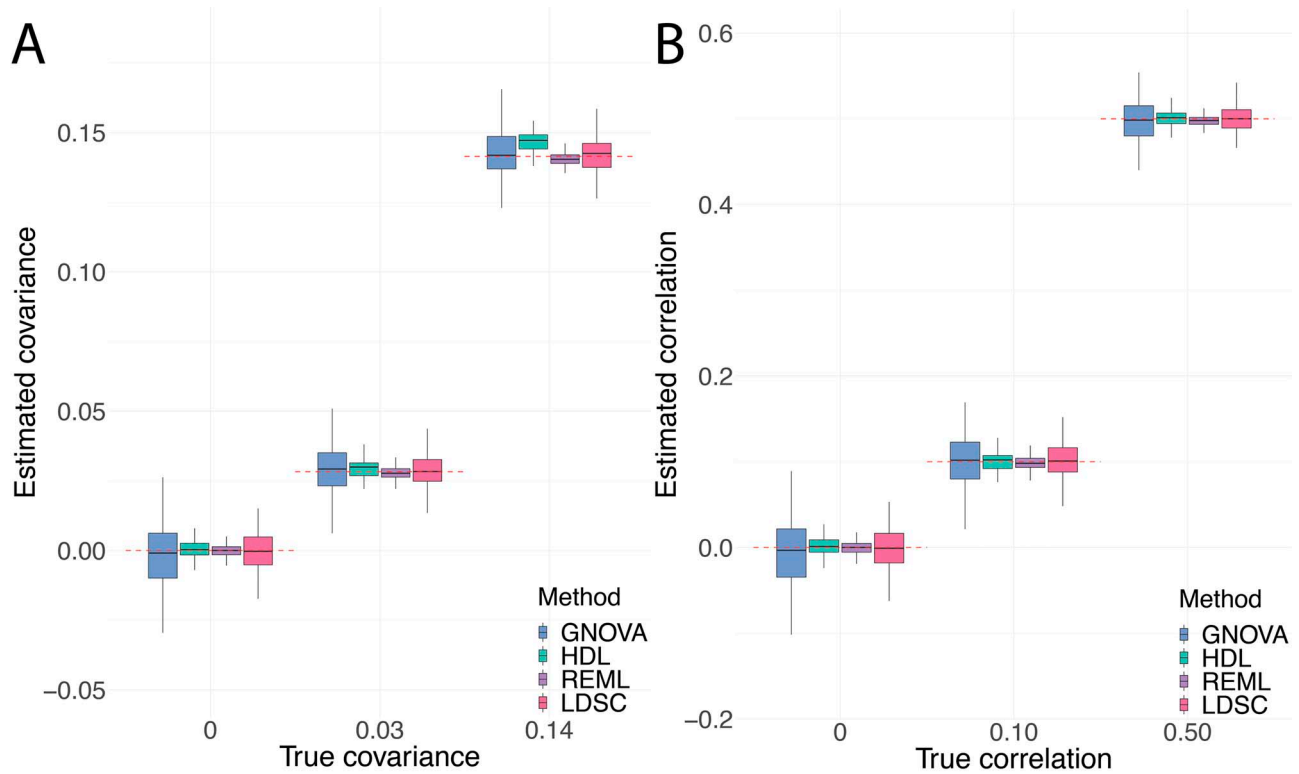 A
Estimated covariance
0.15
0.10
0.05
0.00
−0.05
0
0.03
0.14
True covariance
Method
GNOVA
HDL
REML
LDSC
B
Estimated correlation
0.6
0.4
0.2
0.0
−0.2
0
0.10
0.50
True correlation
Method
GNOVA
HDL
REML
LDSC